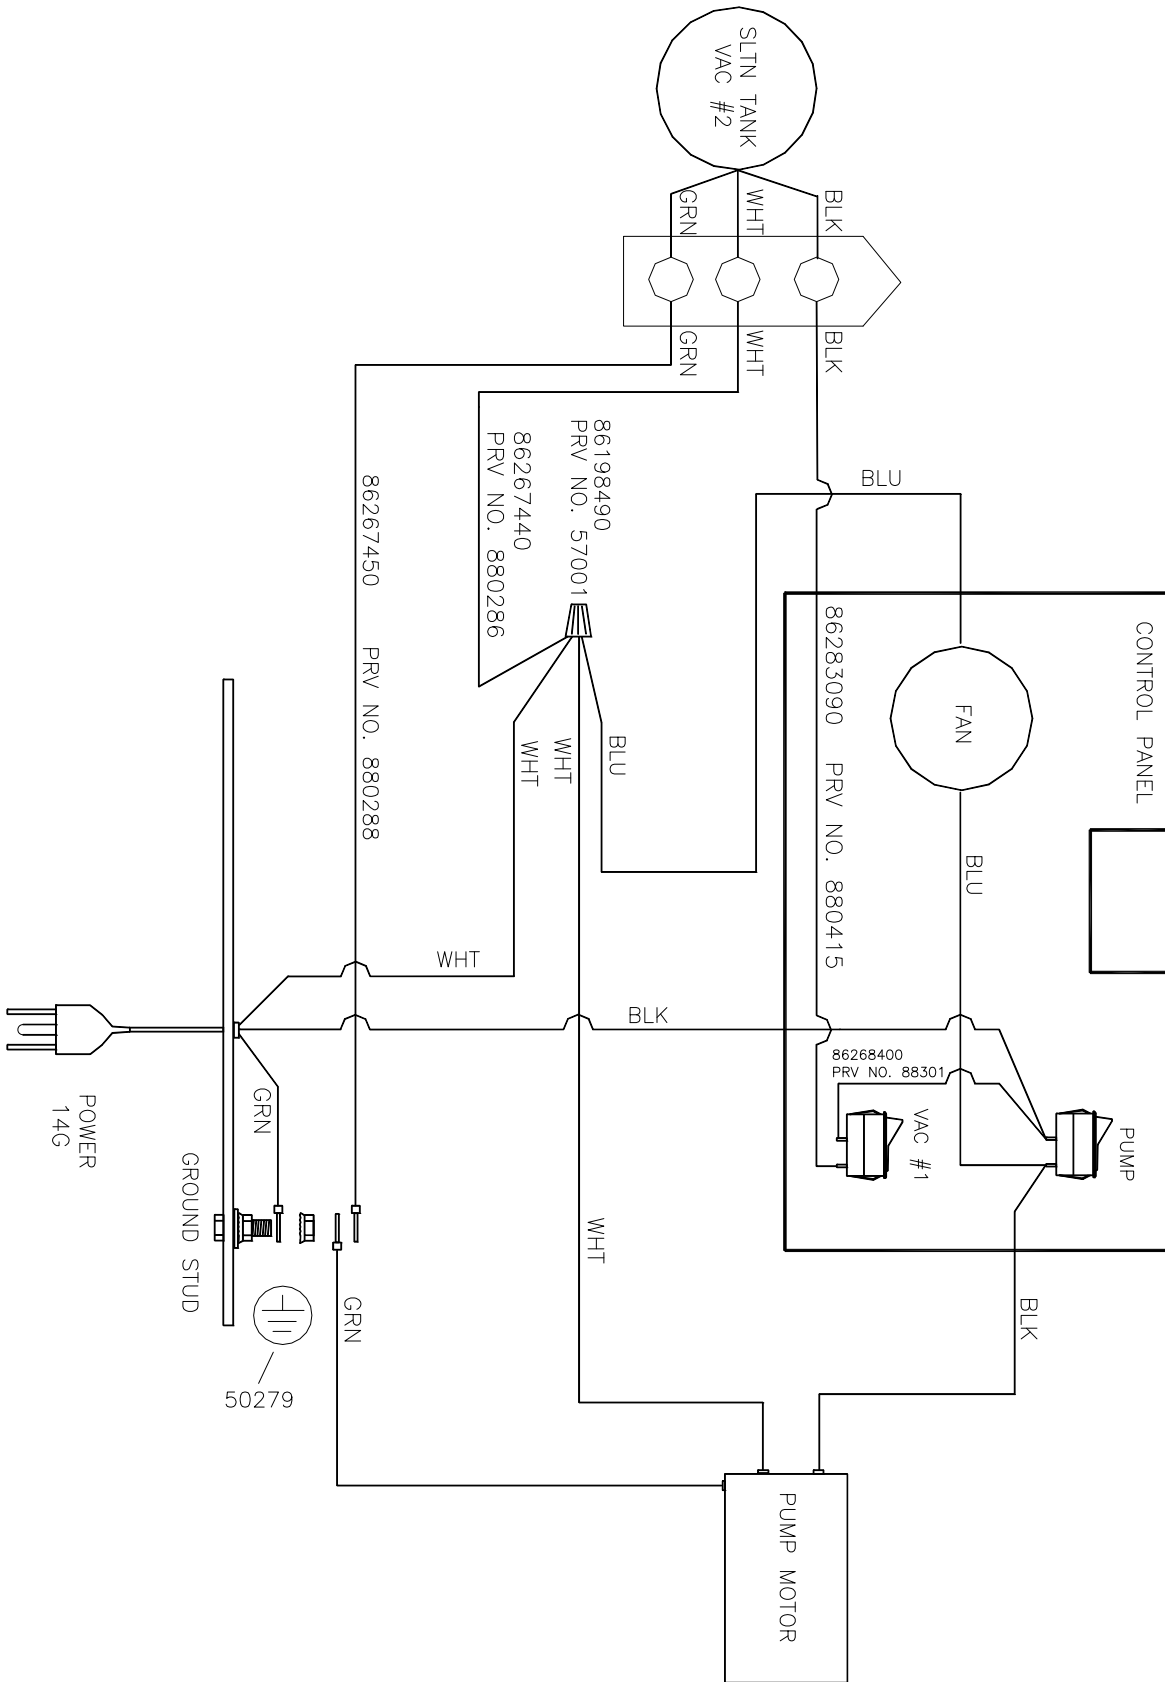 SLTN TANK
VAC #2
GRN
WHT
BLK
GRN
WHT
BLK
86198490
PRV NO. 57001
86267440
PRV NO. 880286
86267450 PRV NO. 880288
BLU
CONTROL PANEL
86283090 PRV NO. 880415
FAN
BLU
BLU
WHT
WHT
WHT
BLK
86268400
PRV NO. 88301
VAC #1
PUMP
POWER
14G
GRN
GROUND STUD
50279
GRN
WHT
BLK
PUMP MOTOR